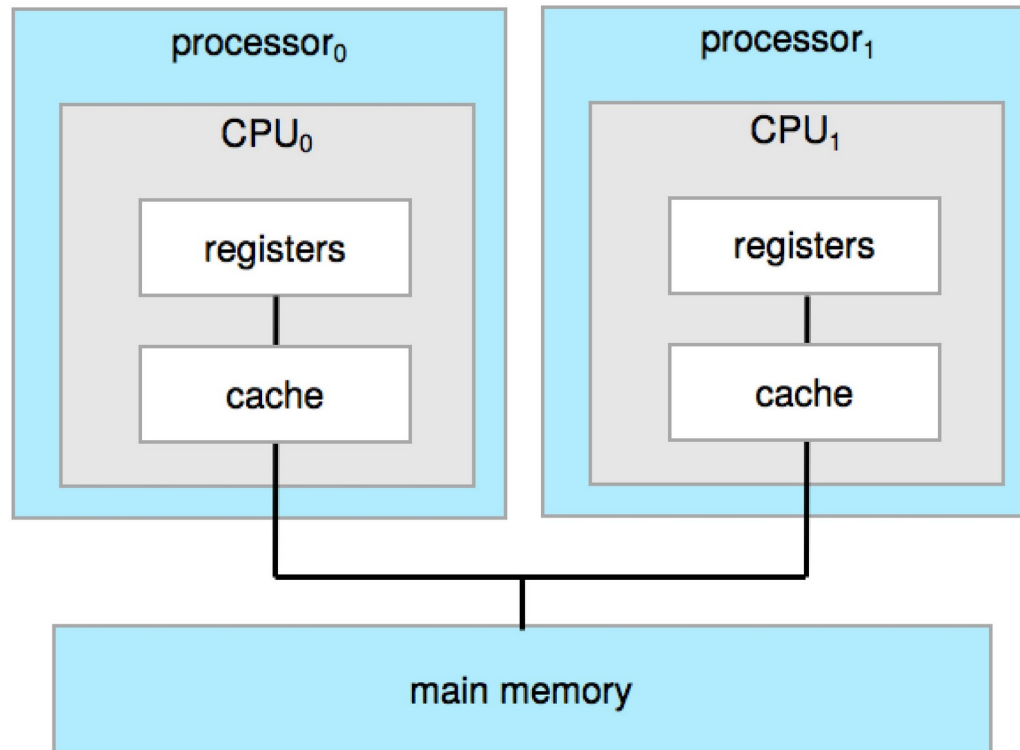 processor₀
processor₁
CPU₀
CPU₁
registers
registers
cache
cache
main memory